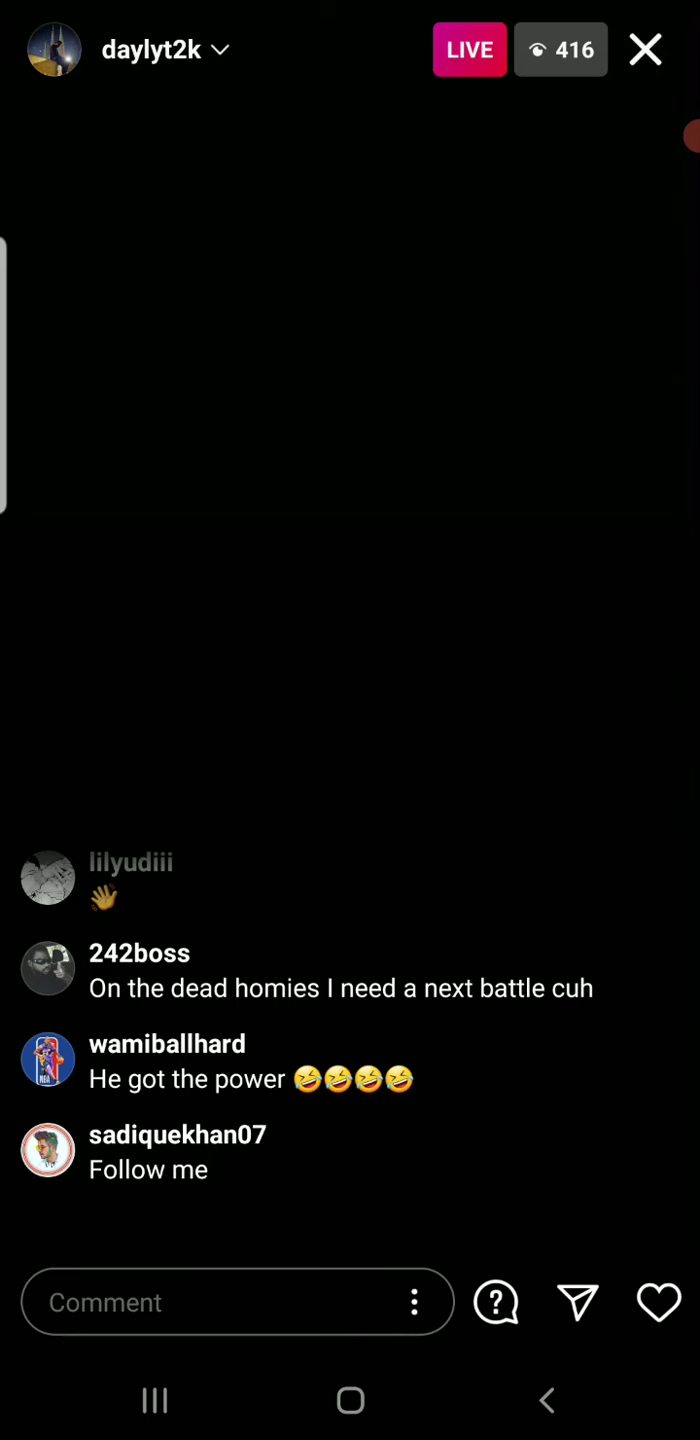 daylyt2k
LIVE
416
lilyudiii
👋
242boss
On the dead homies I need a next battle cuh
wamiballhard
He got the power 🤣🤣🤣🤣
NBA
sadiquekhan07
Follow me
Comment